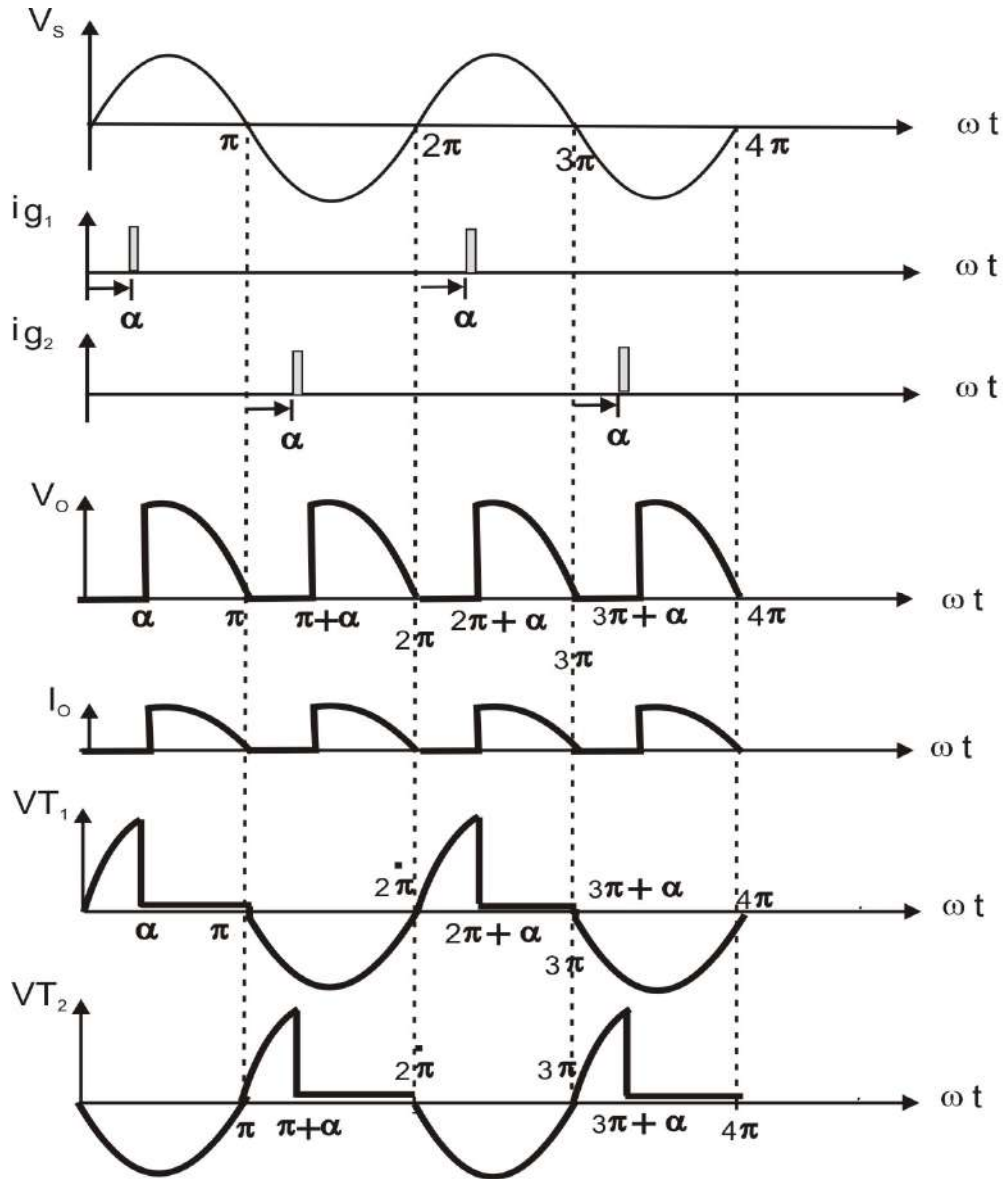 Vs
π 2π 3π 4π ωt
ig₁
ωt
α α
ig₂
ωt
α α
Vo
α π π+α 2π 2π+α 3π 3π+α 4π ωt
Io
ωt
VT₁
2π 3π+α 4π
α π 2π+α 3π ωt
VT₂
2π 3π
π π+α 3π+α 4π ωt